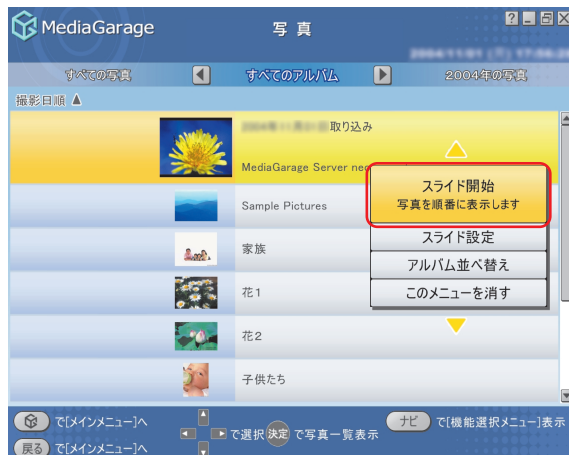 MediaGarage
写真
すべての写真
すべてのアルバム
2004年の写真
撮影日順 ▲
取り込み
MediaGarage Server
スライド開始
写真を順番に表示します
Sample Pictures
スライド設定
家族
アルバム並べ替え
花1
このメニューを消す
花2
子供たち
で[メインメニュー]へ
で選択 決定 で写真一覧表示
ナビ で[機能選択メニュー]表示
戻る で[メインメニュー]へ